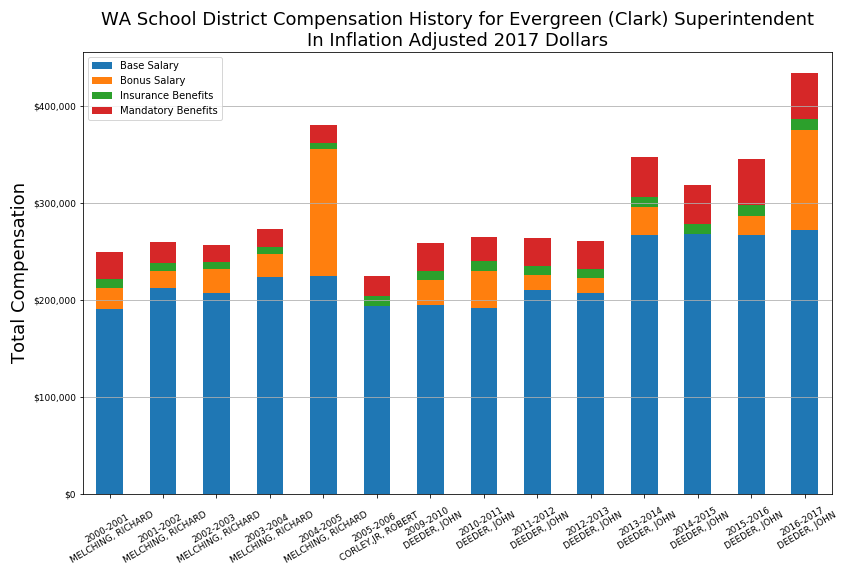 WA School District Compensation History for Evergreen (Clark) Superintendent
In Inflation Adjusted 2017 Dollars
Base Salary
Bonus Salary
Insurance Benefits
Mandatory Benefits
Total Compensation
$400,000
$300,000
$200,000
$100,000
$0
2000-2001
MELCHING, RICHARD
2001-2002
MELCHING, RICHARD
2002-2003
MELCHING, RICHARD
2003-2004
MELCHING, RICHARD
2004-2005
MELCHING, RICHARD
2005-2006
CORLEY JR, ROBERT
2009-2010
DEEDER, JOHN
2010-2011
DEEDER, JOHN
2011-2012
DEEDER, JOHN
2012-2013
DEEDER, JOHN
2013-2014
DEEDER, JOHN
2014-2015
DEEDER, JOHN
2015-2016
DEEDER, JOHN
2016-2017
DEEDER, JOHN